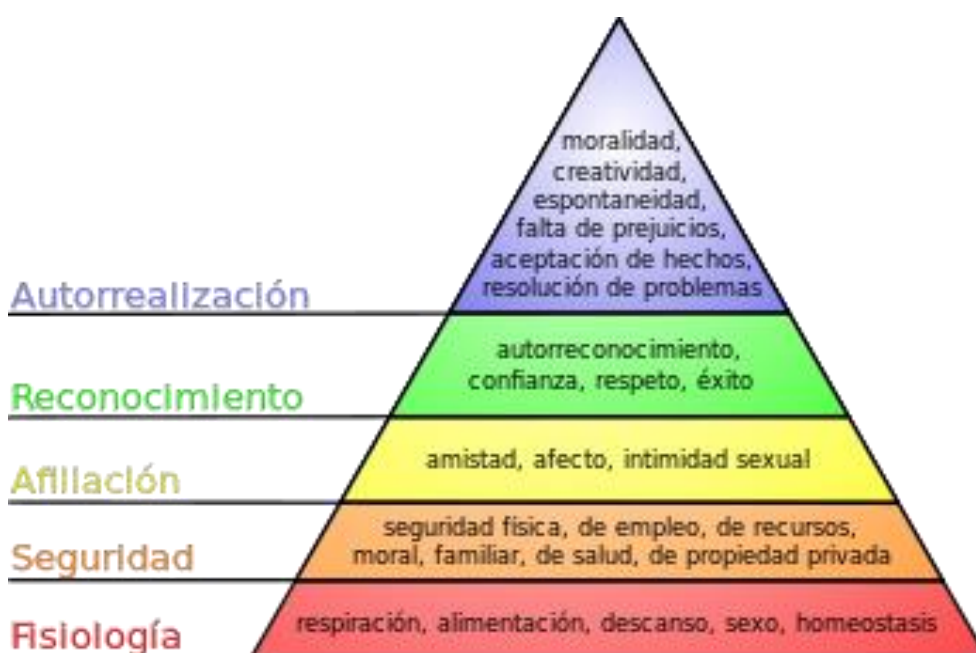 moralidad,
creatividad,
espontaneidad,
falta de prejuicios,
aceptación de hechos,
resolución de problemas
Autorrealización
autorreconocimiento,
confianza, respeto, éxito
Reconocimiento
amistad, afecto, intimidad sexual
Afiliación
seguridad física, de empleo, de recursos,
moral, familiar, de salud, de propiedad privada
Seguridad
respiración, alimentación, descanso, sexo, homeostasis
Fisiología